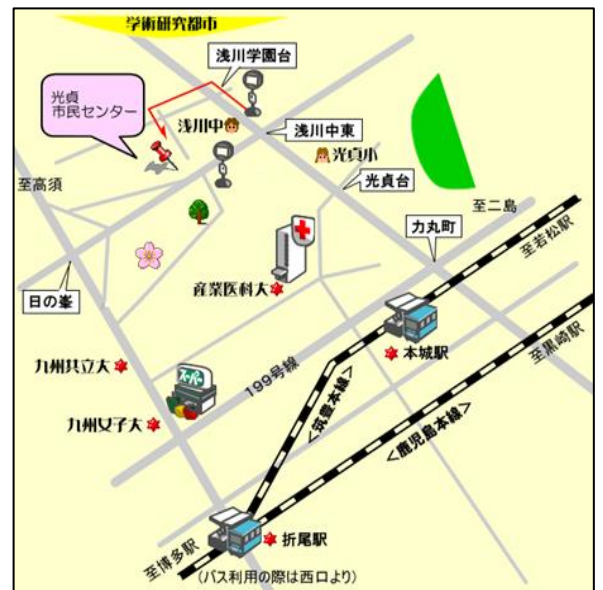 学術研究都市
浅川学園台
光貞
市民センター
浅川中
浅川中東
光貞小
至高須
光貞台
至二島
力丸町
至若松駅
産業医科大
日の峯
本城駅
至黒崎駅
九州共立大
スーパー
199号線
<筑豊本線>
<鹿児島本線>
九州女子大
折尾駅
至博多駅
(バス利用の際は西口より)